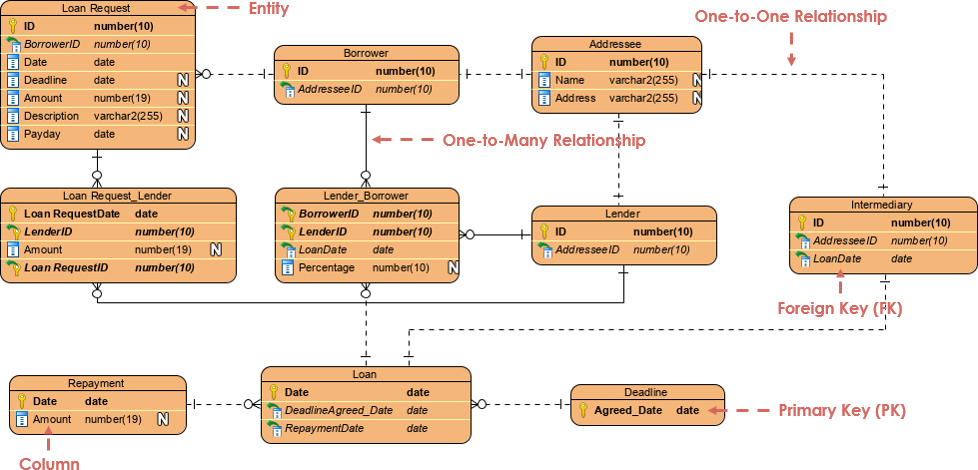 Loan Request
ID number(10)
BorrowerID number(10)
Date date
Deadline date N
Amount number(19) N
Description varchar2(255) N
Payday date N
Entity
Borrower
ID number(10)
AddresseeID number(10)
Addressee
ID number(10)
Name varchar2(255) N
Address varchar2(255) N
One-to-One Relationship
One-to-Many Relationship
Loan Request_Lender
Loan RequestDate date
LenderID number(10)
Amount number(19) N
Loan RequestID number(10)
Lender_Borrower
BorrowerID number(10)
LenderID number(10)
LoanDate date
Percentage number(10) N
Lender
ID number(10)
AddresseeID number(10)
Intermediary
ID number(10)
AddresseeID number(10)
LoanDate date
Foreign Key (FK)
Repayment
Date date
Amount number(19) N
Column
Loan
Date date
DeadlineAgreed_Date date
RepaymentDate date
Deadline
Agreed_Date date
Primary Key (PK)